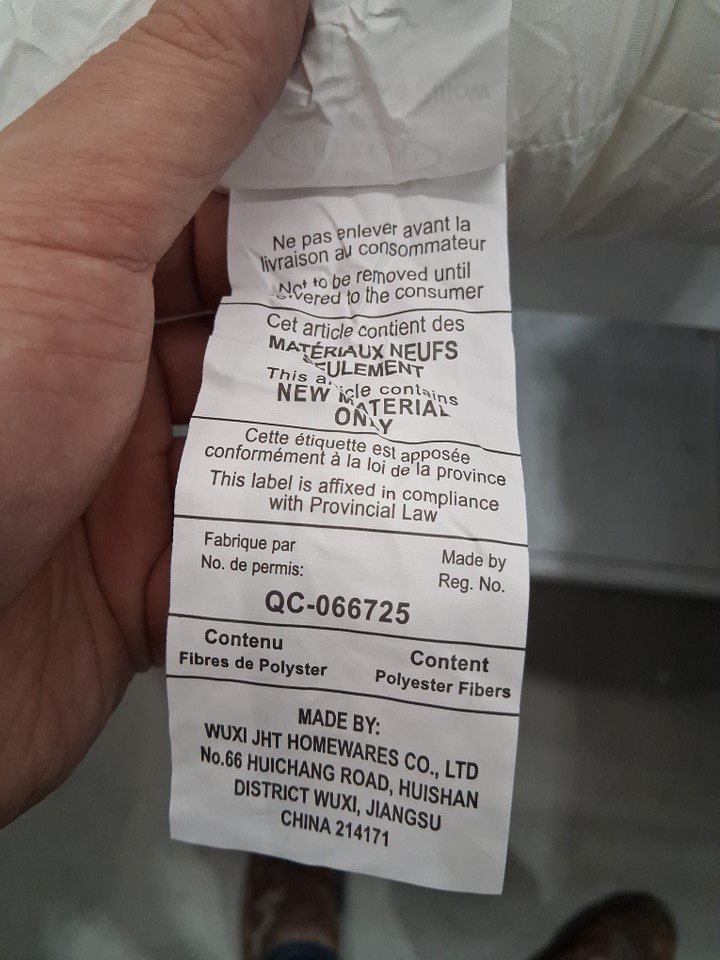 Ne pas enlever avant la
livraison au consommateur
Not to be removed until
to the consumer
Cet article contient des
MATÉRIAUX NEUFS
SEULEMENT
This article contains
NEW MATERIAL
ONLY
Cette étiquette est apposée
conformément à la loi de la province
This label is affixed in compliance
with Provincial Law
Fabrique par
No. de permis:
Made by
Reg. No.
QC-066725
Contenu
Fibres de Polyster
Content
Polyester Fibers
MADE BY:
WUXI JHT HOMEWARES CO., LTD
No.66 HUICHANG ROAD, HUISHAN
DISTRICT WUXI, JIANGSU
CHINA 214171